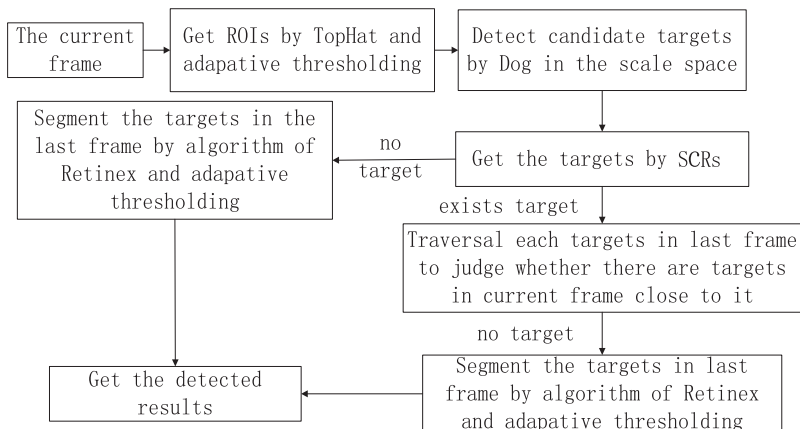 The current
frame
Get ROIs by TopHat and
adapative thresholding
Detect candidate targets
by Dog in the scale space
Segment the targets in the
last frame by algorithm of
Retinex and adapative
thresholding
no
target
Get the targets by SCRs
exists target
Traversal each targets in last frame
to judge whether there are targets
in current frame close to it
no target
Get the detected
results
Segment the targets in last
frame by algorithm of Retinex
and adapative thresholding